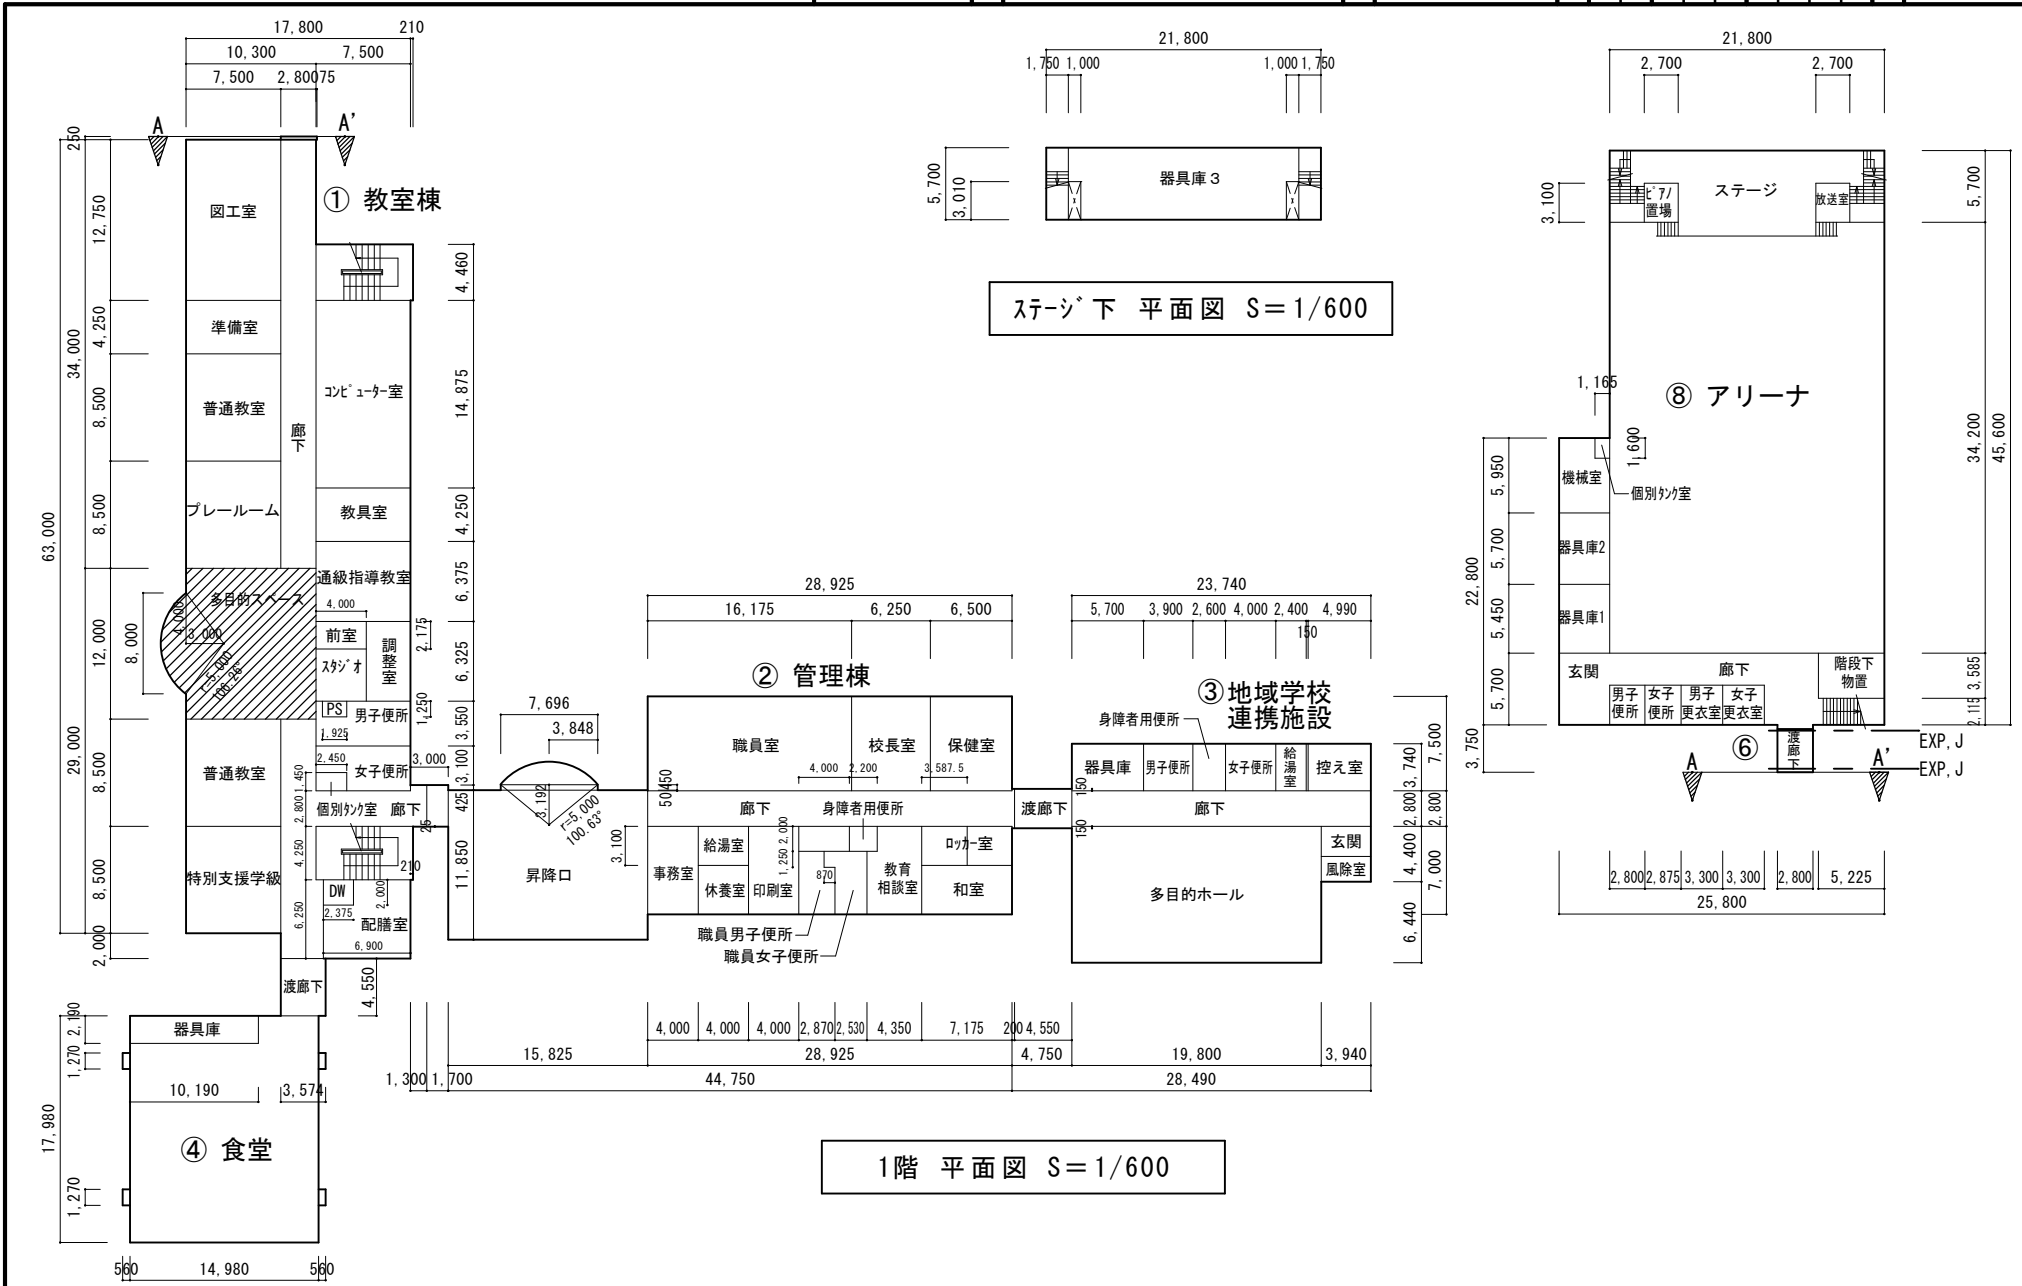 17,800 210
10,300 7,500
7,500 2,800 75
A A'
① 教室棟
図工室
準備室
普通教室
プレールーム
廊下
コンピューター室
教具室
通級指導教室
多目的スペース
4,000
前室
スタジオ
調整室
PS
男子便所
1,925
2,450
女子便所
普通教室
個別タンク室
廊下
特別支援学級
DW
2,375
配膳室
6,900
渡廊下
250
12,750
4,250
8,500
8,500
12,000
8,500
8,500
2,000
34,000
29,000
63,000
8,000
4,000
3,000
r=5,000
106.26°
4,460
14,875
4,250
6,375
6,325
3,550
3,100
425
11,850
2,175
1,250
3,000
1,450
2,800
4,250
6,250
25
210
2,000
4,550
器具庫
10,190 3,574
④ 食堂
2,190
1,270
1,270
17,980
560 14,980 560
7,696
3,848
3,192
r=5,000
100.63°
昇降口
28,925
16,175 6,250 6,500
② 管理棟
職員室
校長室
保健室
4,000 2,200 3,587.5
450
50
廊下
身障者用便所
3,100
事務室
給湯室
休養室
印刷室
2,000
1,250
870
教育
相談室
ロッカー室
和室
職員男子便所
職員女子便所
渡廊下
4,000 4,000 4,000 2,870 2,530 4,350 7,175 200 4,550
15,825 28,925 4,750 19,800 3,940
1,300 1,700 44,750 28,490
23,740
5,700 3,900 2,600 4,000 2,400 4,990
150
③ 地域学校
連携施設
身障者用便所
器具庫
男子便所
女子便所
給湯室
控え室
150
廊下
150
玄関
風除室
多目的ホール
3,740
2,800
4,400
6,440
7,500
2,800
7,000
1階 平面図 S=1/600
21,800
1,750 1,000 1,000 1,750
5,700
3,010
器具庫3
ステージ下 平面図 S=1/600
21,800
2,700 2,700
ステージ
ピアノ
置場
放送室
3,100
5,700
34,200
45,600
3,585
2,115
⑧ アリーナ
1,165
1,600
機械室
個別タンク室
器具庫2
器具庫1
5,950
5,700
5,450
5,700
22,800
3,750
玄関
廊下
階段下
物置
男子
便所
女子
便所
男子
更衣室
女子
更衣室
⑥
渡廊下
EXP,J
EXP,J
A A'
2,800 2,875 3,300 3,300 2,800 5,225
25,800